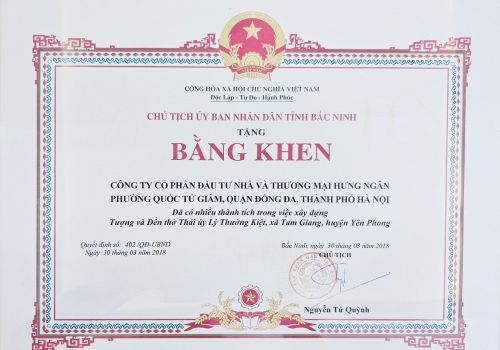 CỘNG HÒA XÃ HỘI CHỦ NGHĨA VIỆT NAM
Độc Lập - Tự Do - Hạnh Phúc
CHỦ TỊCH ỦY BAN NHÂN DÂN TỈNH BẮC NINH
TẶNG
BẰNG KHEN
CÔNG TY CỔ PHẦN ĐẦU TƯ NHÀ VÀ THƯƠNG MẠI HƯNG NGÂN
PHƯỜNG QUỐC TỬ GIÁM, QUẬN ĐỐNG ĐA, THÀNH PHỐ HÀ NỘI
Đã có nhiều thành tích trong việc xây dựng
Tượng và Đền thờ Thái úy Lý Thường Kiệt, xã Tam Giang, huyện Yên Phong
Quyết định số: 402 /QĐ-UBND
Ngày 30 tháng 03 năm 2018
Bắc Ninh, ngày 30 tháng 03 năm 2018
CHỦ TỊCH
Nguyễn Tử Quỳnh